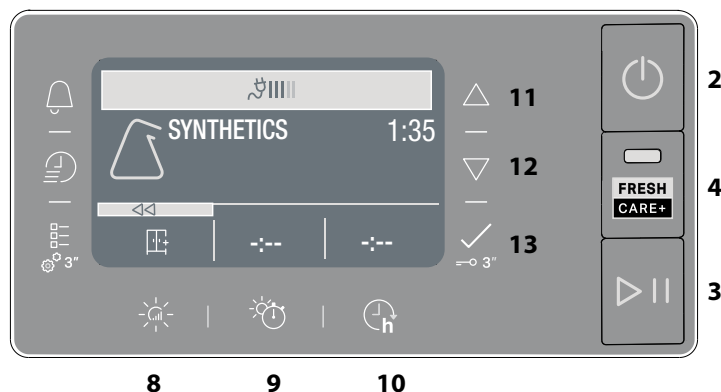 2
11
SYNTHETICS 1:35
12
FRESH
CARE+
4
-:-- -:--
3" 13
3" 3
h+
8 9 10